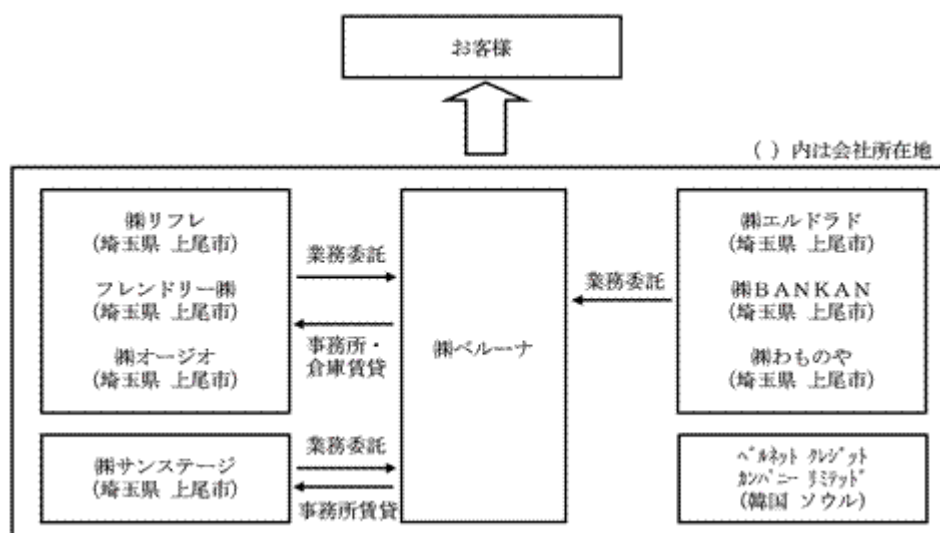 お客様
( ) 内は会社所在地
㈱リフレ
(埼玉県 上尾市)
フレンドリー㈱
(埼玉県 上尾市)
㈱オージオ
(埼玉県 上尾市)
業務委託
事務所・
倉庫賃貸
㈱ベルーナ
業務委託
㈱エルドラド
(埼玉県 上尾市)
㈱BANKAN
(埼玉県 上尾市)
㈱わものや
(埼玉県 上尾市)
㈱サンステージ
(埼玉県 上尾市)
業務委託
事務所賃貸
ベルネット クレジット
カンパニー リミテッド
(韓国 ソウル)